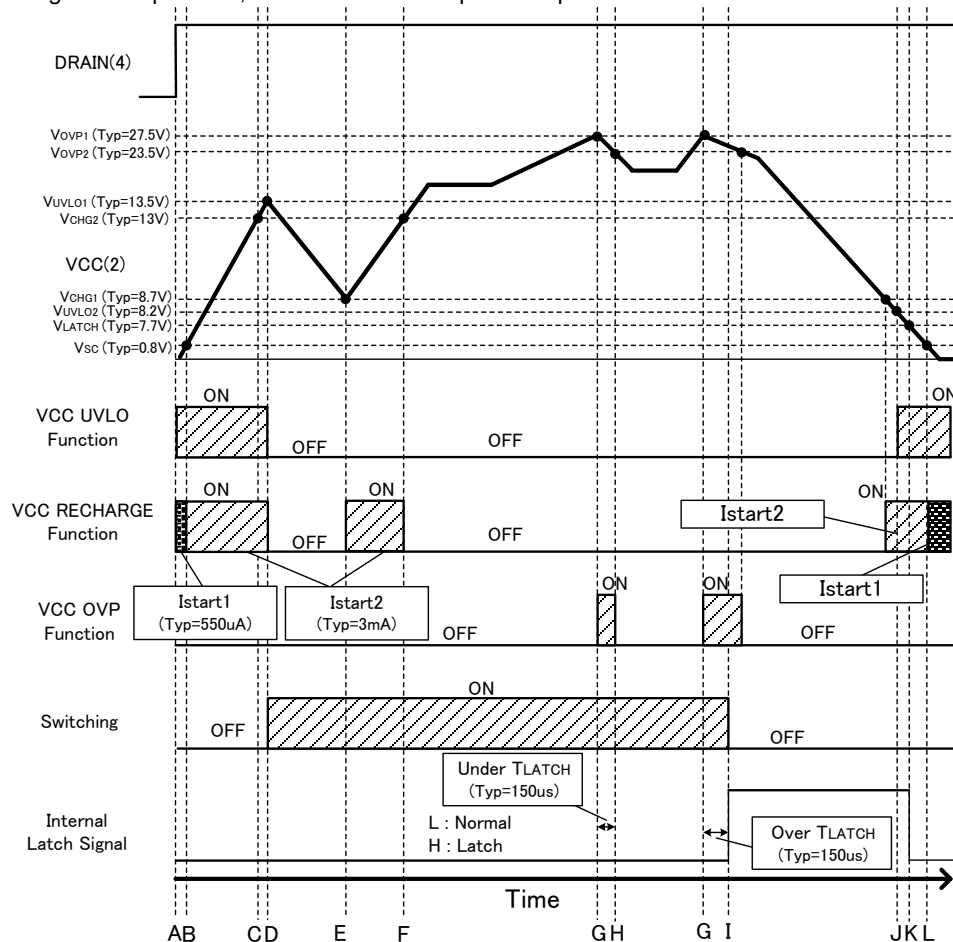 DRAIN(4)
VOVP1 (Typ=27.5V)
VOVP2 (Typ=23.5V)
VUVLO1 (Typ=13.5V)
VCHG2 (Typ=13V)
VCC(2)
VCHG1 (Typ=8.7V)
VUVLO2 (Typ=8.2V)
VLATCH (Typ=7.7V)
VSC (Typ=0.8V)
VCC UVLO
Function
ON
OFF
OFF
ON
VCC RECHARGE
Function
ON
OFF
ON
OFF
ON
Istart2
Istart1
Istart1
(Typ=550uA)
Istart2
(Typ=3mA)
VCC OVP
Function
OFF
ON
ON
OFF
Switching
OFF
ON
OFF
Under TLATCH
(Typ=150us)
Internal
Latch Signal
L : Normal
H : Latch
Over TLATCH
(Typ=150us)
Time
A B C D E F G H G I J K L